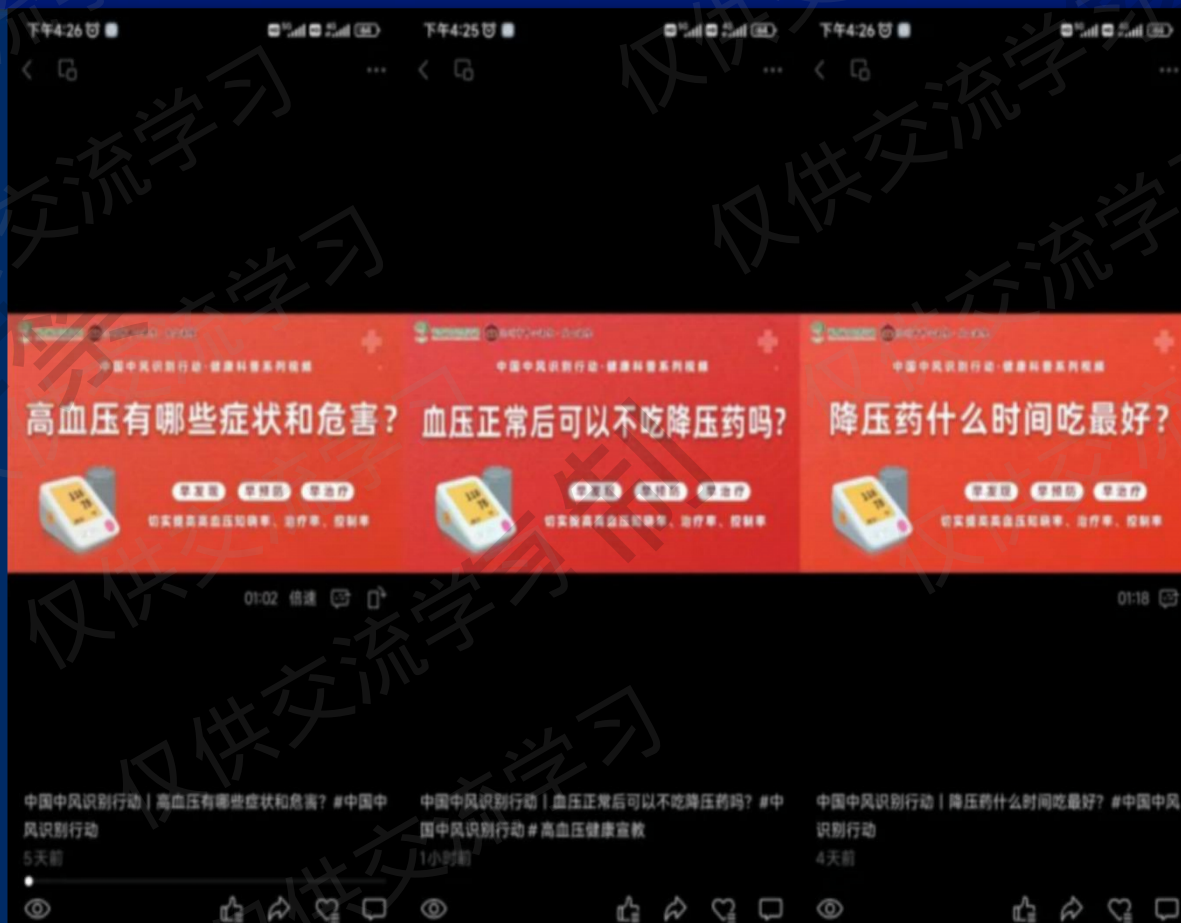 下午4:26
中国中风识别行动·健康科普系列视频
高血压有哪些症状和危害?
早发现 早预防 早治疗
切实提高高血压知晓率、治疗率、控制率
01:02 倍速
中国中风识别行动 | 高血压有哪些症状和危害? #中国中
风识别行动
5天前
下午4:25
中国中风识别行动·健康科普系列视频
血压正常后可以不吃降压药吗?
早发现 早预防 早治疗
切实提高高血压知晓率、治疗率、控制率
中国中风识别行动 | 血压正常后可以不吃降压药吗? #中
国中风识别行动 # 高血压健康宣教
1小时前
下午4:26
中国中风识别行动·健康科普系列视频
降压药什么时间吃最好?
早发现 早预防 早治疗
切实提高高血压知晓率、治疗率、控制率
01:18
中国中风识别行动 | 降压药什么时间吃最好? #中国中风
识别行动
4天前
仅供交流学习